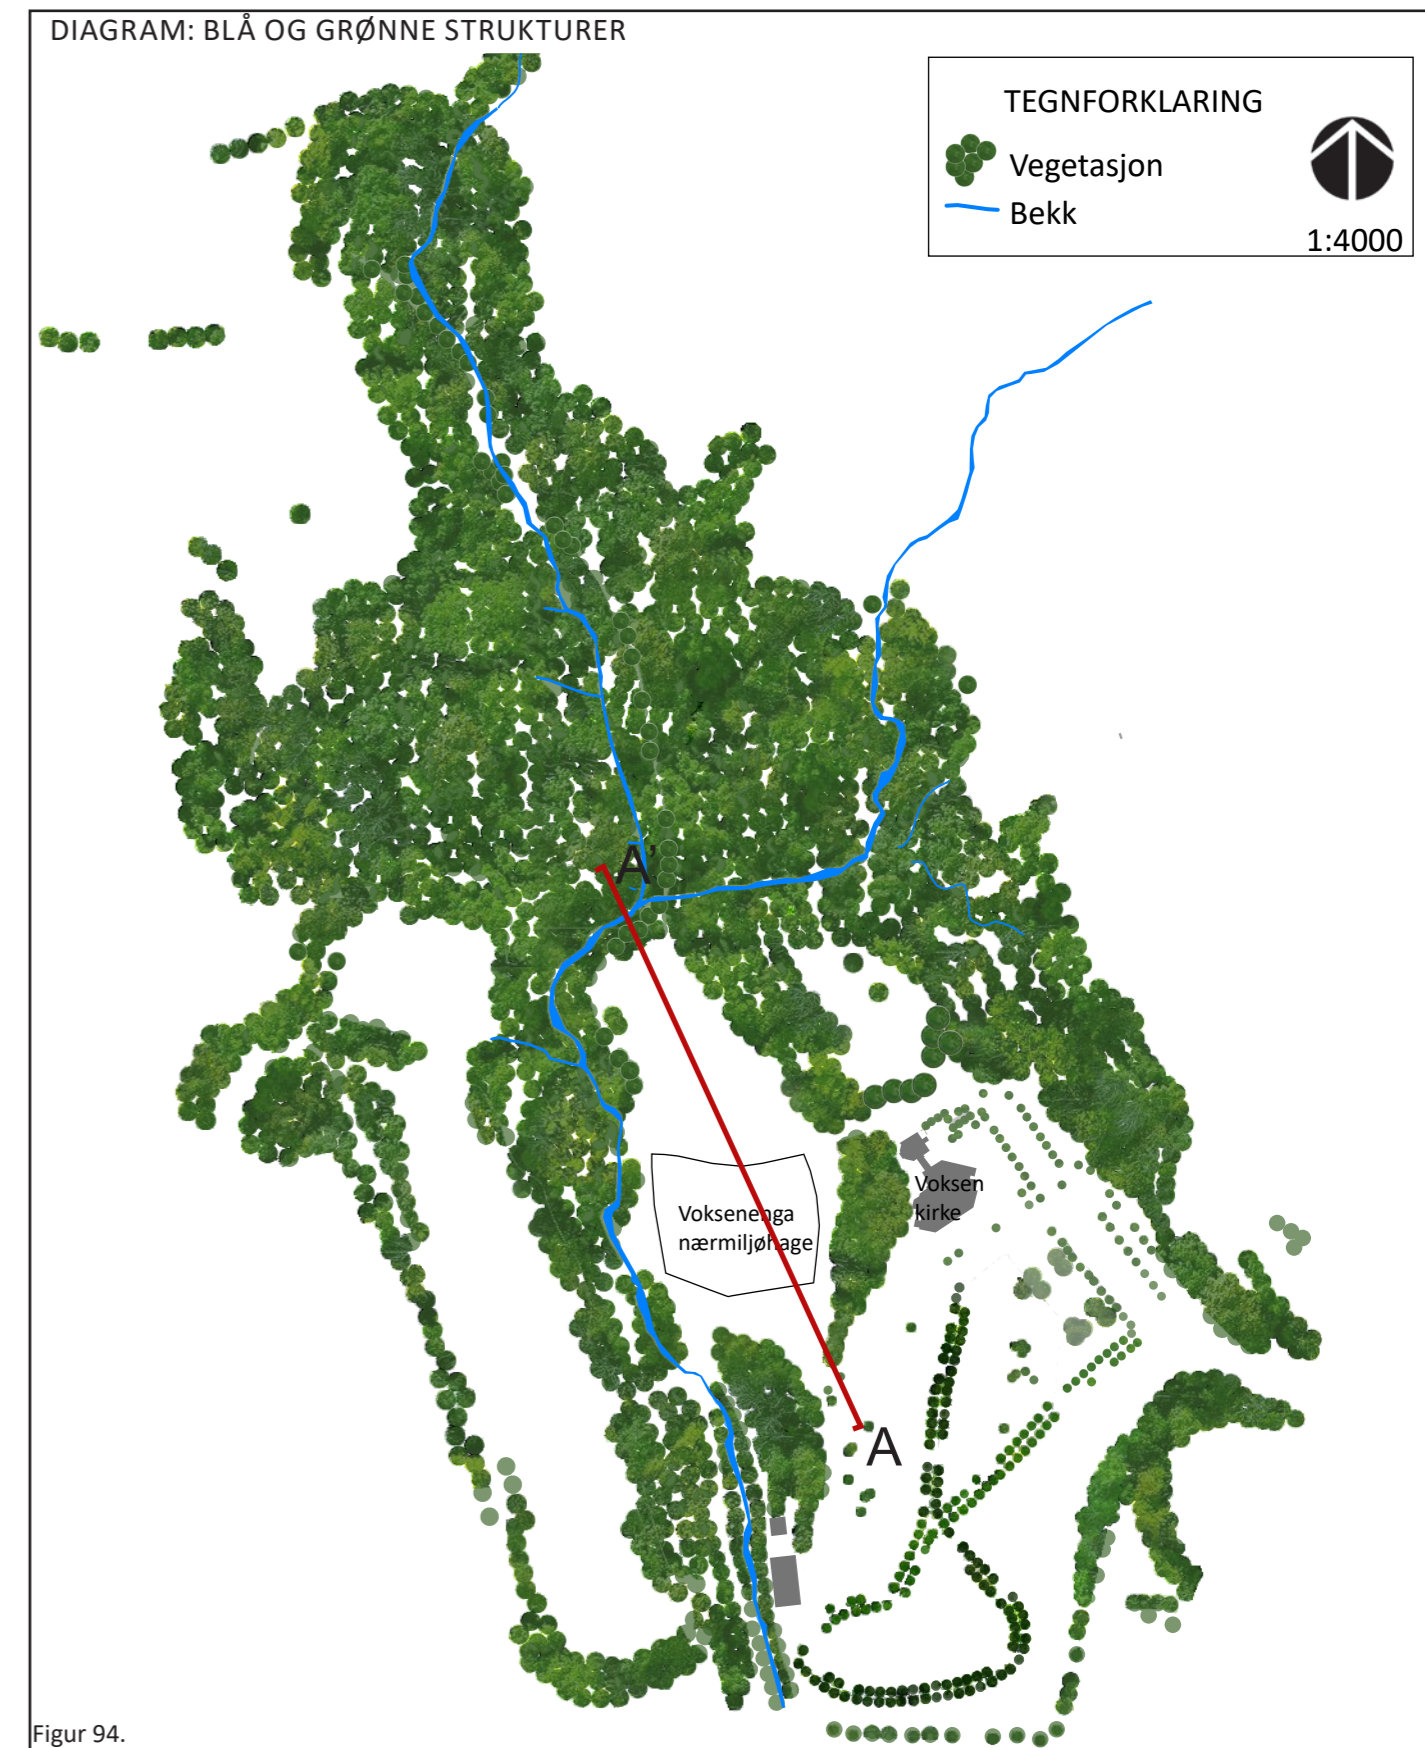 DIAGRAM: BLÅ OG GRØNNE STRUKTURER
TEGNFORKLARING
Vegetasjon
Bekk
1:4000
A'
Voksen
kirke
Voksenenga
nærmiljøhage
A
Figur 94.